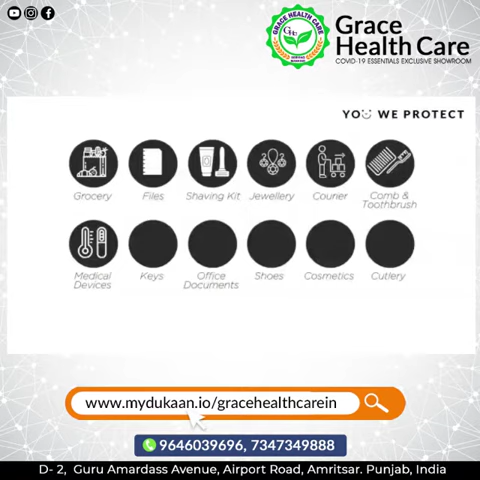 GRACE HEALTH CARE
Grace
Health Care
COVID-19 ESSENTIALS EXCLUSIVE SHOWROOM
YOU WE PROTECT
Grocery Files Shaving Kit Jewellery Courier Comb & Toothbrush
Medical Devices Keys Office Documents Shoes Cosmetics Cutlery
www.mydukaan.io/gracehealthcarein
9646039696, 7347349888
D- 2, Guru Amardass Avenue, Airport Road, Amritsar. Punjab, India